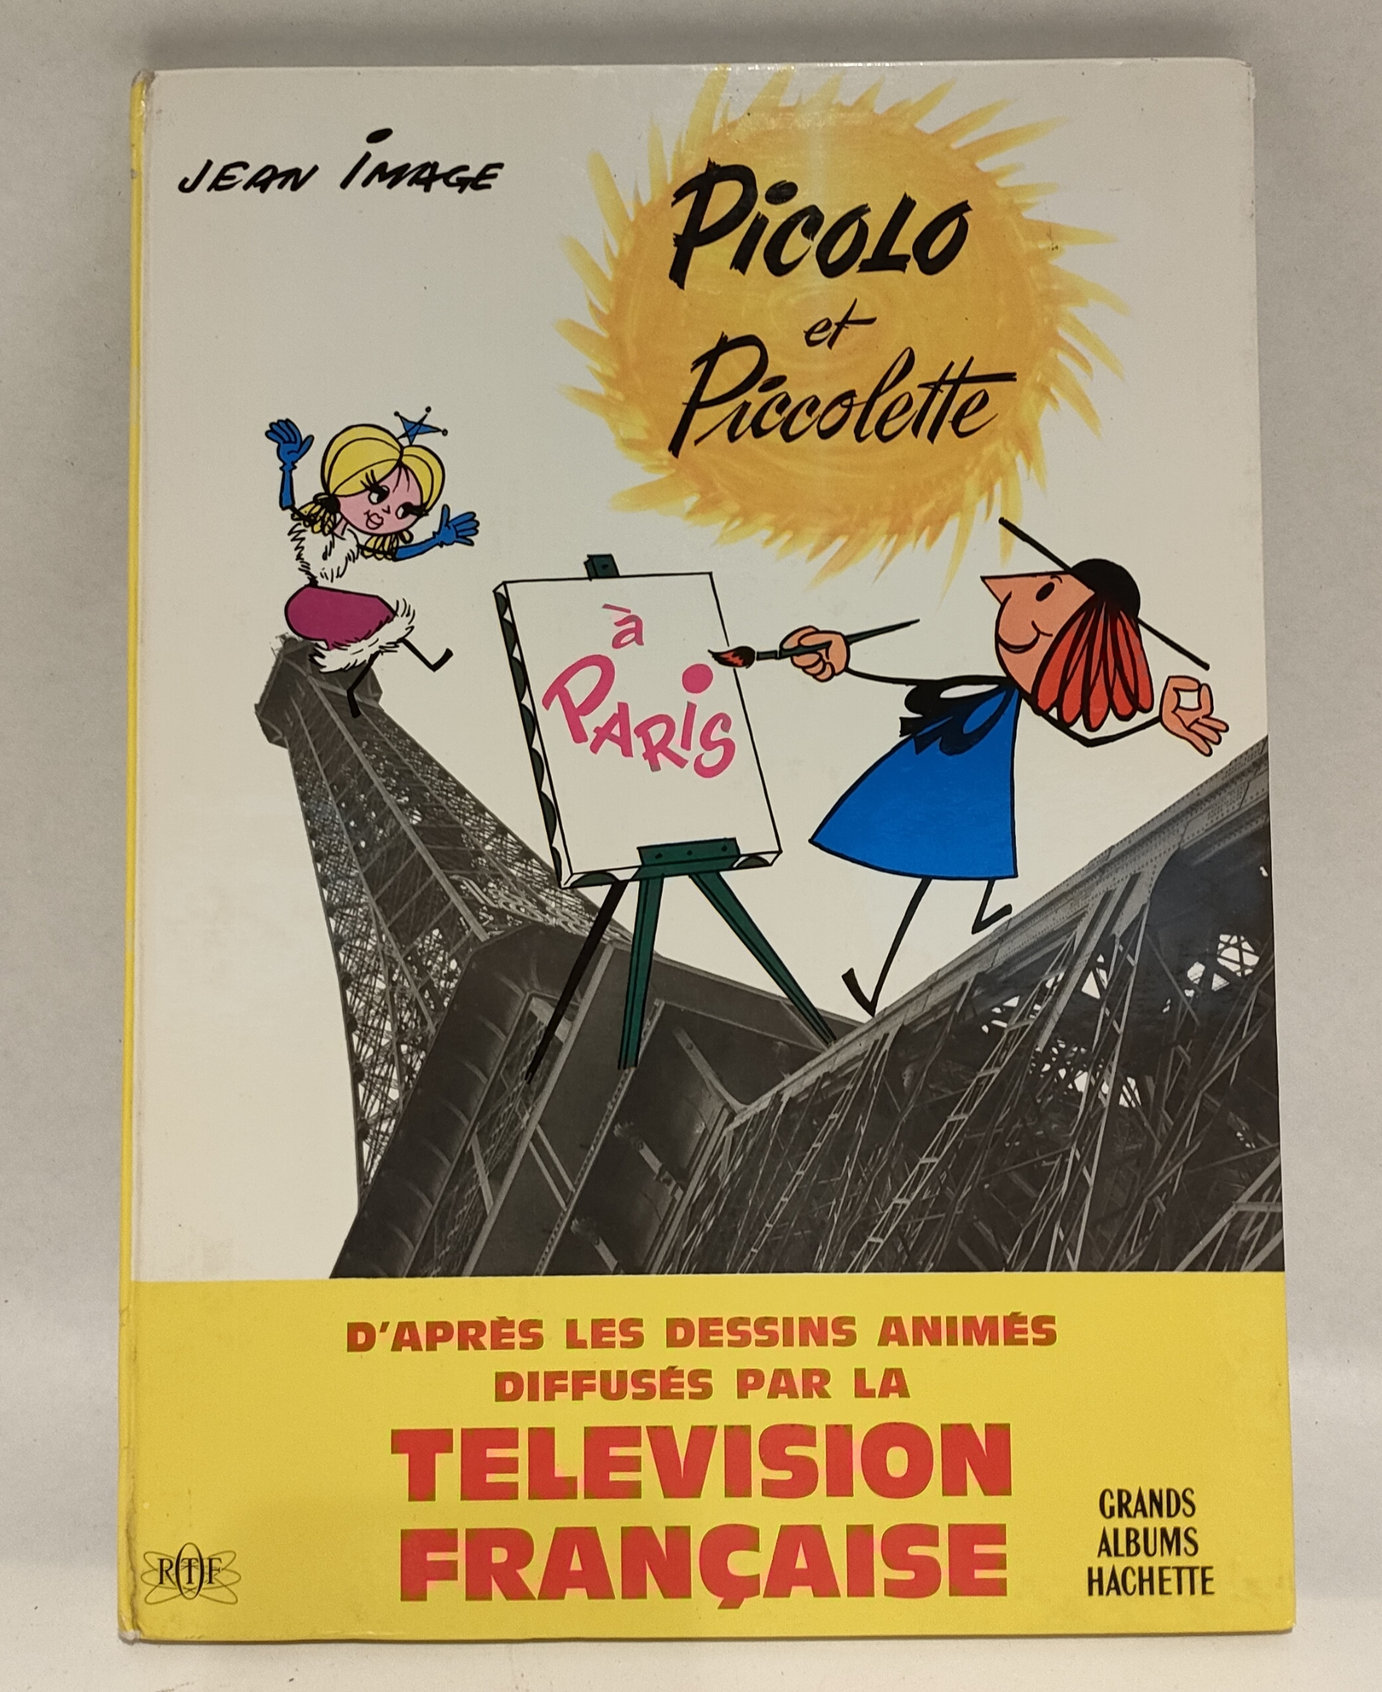 JEAN IMAGE
PICOLO
et
Piccolette
à
PARIS
D'APRÈS LES DESSINS ANIMÉS
DIFFUSÉS PAR LA
TELEVISION
FRANÇAISE
GRANDS
ALBUMS
HACHETTE
RTF